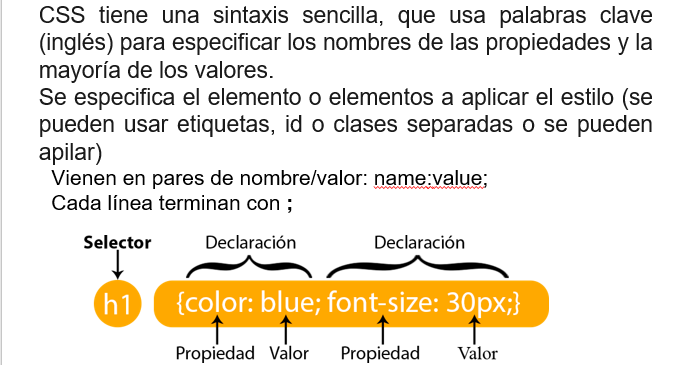 CSS tiene una sintaxis sencilla, que usa palabras clave
(inglés) para especificar los nombres de las propiedades y la
mayoría de los valores.
Se especifica el elemento o elementos a aplicar el estilo (se
pueden usar etiquetas, id o clases separadas o se pueden
apilar)
Vienen en pares de nombre/valor: name:value;
Cada línea terminan con ;
Selector Declaración Declaración
h1 {color: blue; font-size: 30px;}
Propiedad Valor Propiedad Valor